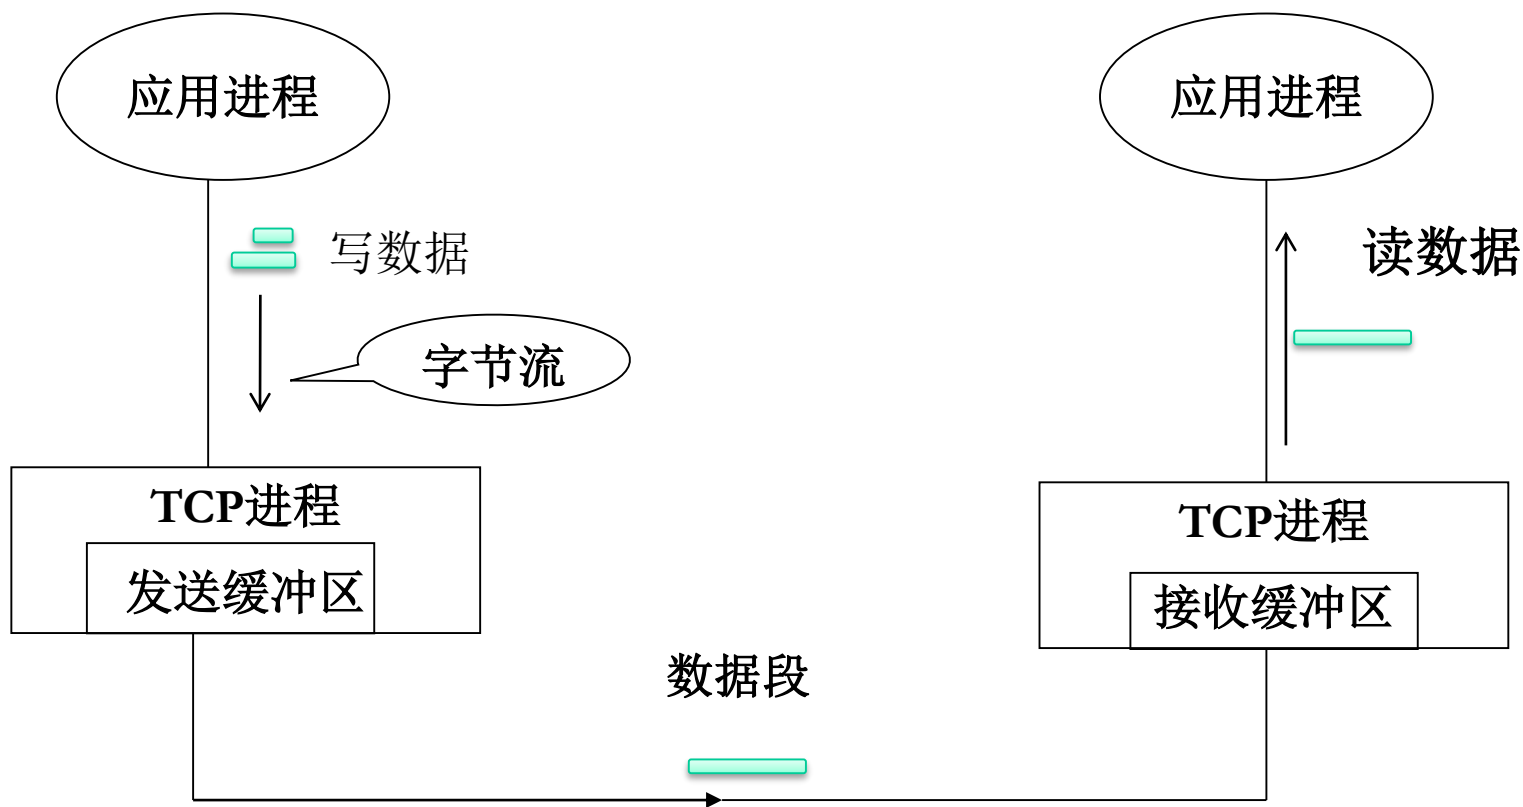 应用进程
应用进程
写数据
读数据
字节流
TCP进程
TCP进程
发送缓冲区
接收缓冲区
数据段